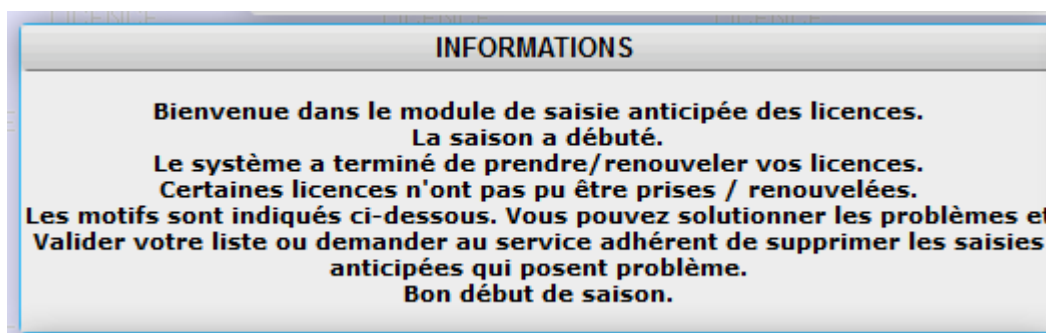 LICENCE LICENCE LICENCE
INFORMATIONS
Bienvenue dans le module de saisie anticipée des licences.
La saison a débuté.
Le système a terminé de prendre/renouveler vos licences.
Certaines licences n'ont pas pu être prises / renouvelées.
Les motifs sont indiqués ci-dessous. Vous pouvez solutionner les problèmes et
Valider votre liste ou demander au service adhérent de supprimer les saisies
anticipées qui posent problème.
Bon début de saison.